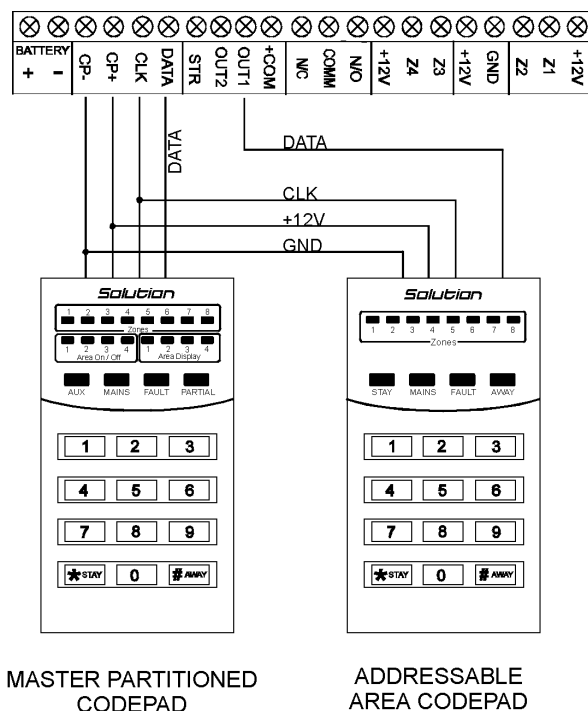 BATTERY
+ - CP- CP+ CLK DATA STR OUT2 OUT1 +COM N/C COMM N/O +12V Z4 Z3 +12V GND Z2 Z1 +12V
DATA
DATA
CLK
+12V
GND
Solution
1 2 3 4 5 6 7 8
Zones
1 2 3 4 1 2 3 4
Area On / Off Area Display
AUX MAINS FAULT PARTIAL
1 2 3
4 5 6
7 8 9
*STAY 0 # AWAY
Solution
1 2 3 4 5 6 7 8
Zones
STAY MAINS FAULT AWAY
1 2 3
4 5 6
7 8 9
*STAY 0 # AWAY
MASTER PARTITIONED
CODEPAD
ADDRESSABLE
AREA CODEPAD